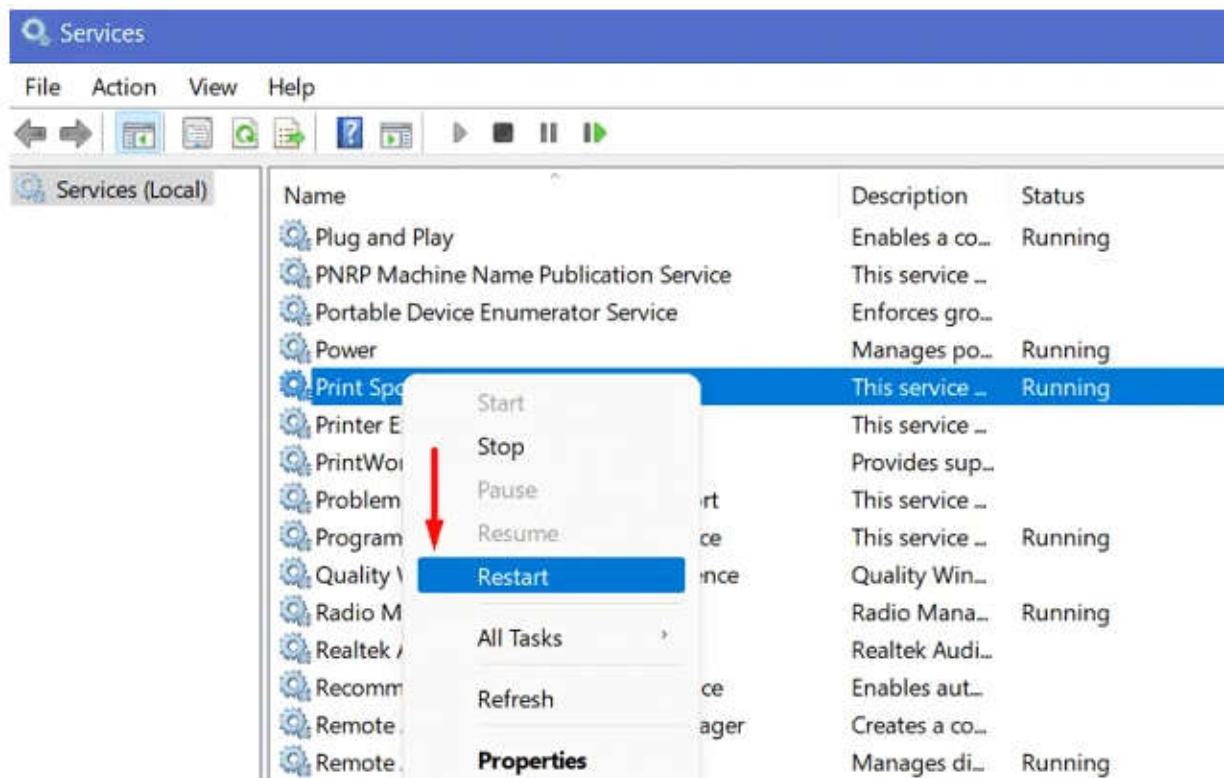 Services
File Action View Help
Services (Local)
Name Description Status
Plug and Play Enables a co... Running
PNRP Machine Name Publication Service This service ...
Portable Device Enumerator Service Enforces gro...
Power Manages po... Running
Print Spo This service ... Running
Start
Printer E This service ...
Stop
PrintWor Provides sup...
Pause
Problem rt This service ...
Resume
Program ce This service ... Running
Restart
Quality ence Quality Win...
Radio M Radio Mana... Running
All Tasks
Realtek Realtek Audi...
Recomm ce Enables aut...
Refresh
Remote ager Creates a co...
Properties
Remote Manages di... Running